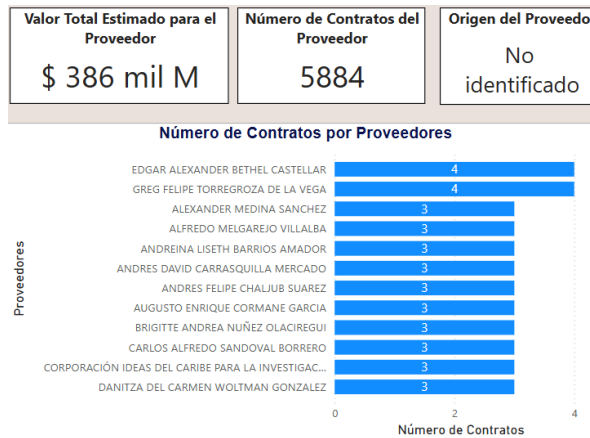 Valor Total Estimado para el
Proveedor
$ 386 mil M
Número de Contratos del
Proveedor
5884
Origen del Proveedo
No
identificado
Número de Contratos por Proveedores
Proveedores
EDGAR ALEXANDER BETHEL CASTELLAR 4
GREG FELIPE TORREGROZA DE LA VEGA 4
ALEXANDER MEDINA SANCHEZ 3
ALFREDO MELGAREJO VILLALBA 3
ANDREINA LISETH BARRIOS AMADOR 3
ANDRES DAVID CARRASQUILLA MERCADO 3
ANDRES FELIPE CHALJUB SUAREZ 3
AUGUSTO ENRIQUE CORMANE GARCIA 3
BRIGITTE ANDREA NUÑEZ OLACIREGUI 3
CARLOS ALFREDO SANDOVAL BORRERO 3
CORPORACIÓN IDEAS DEL CARIBE PARA LA INVESTIGAC... 3
DANITZA DEL CARMEN WOLTMAN GONZALEZ 3
0 2 4
Número de Contratos